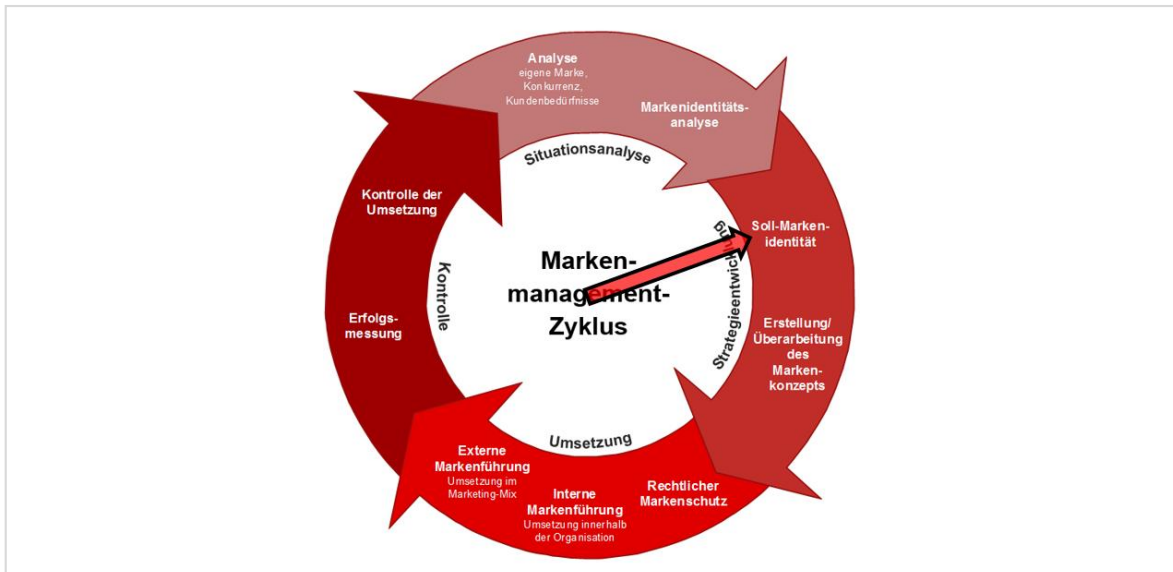 Analyse
eigene Marke,
Konkurrenz,
Kundenbedürfnisse
Markenidentitäts-
analyse
Situationsanalyse
Soll-Marken-
identität
Erstellung/
Überarbeitung
des
Marken-
konzepts
Strategieentwicklung
Rechtlicher
Markenschutz
Interne
Markenführung
Umsetzung innerhalb
der Organisation
Externe
Markenführung
Umsetzung im
Marketing-Mix
Umsetzung
Erfolgs-
messung
Kontrolle der
Umsetzung
Kontrolle
Marken-
management-
Zyklus